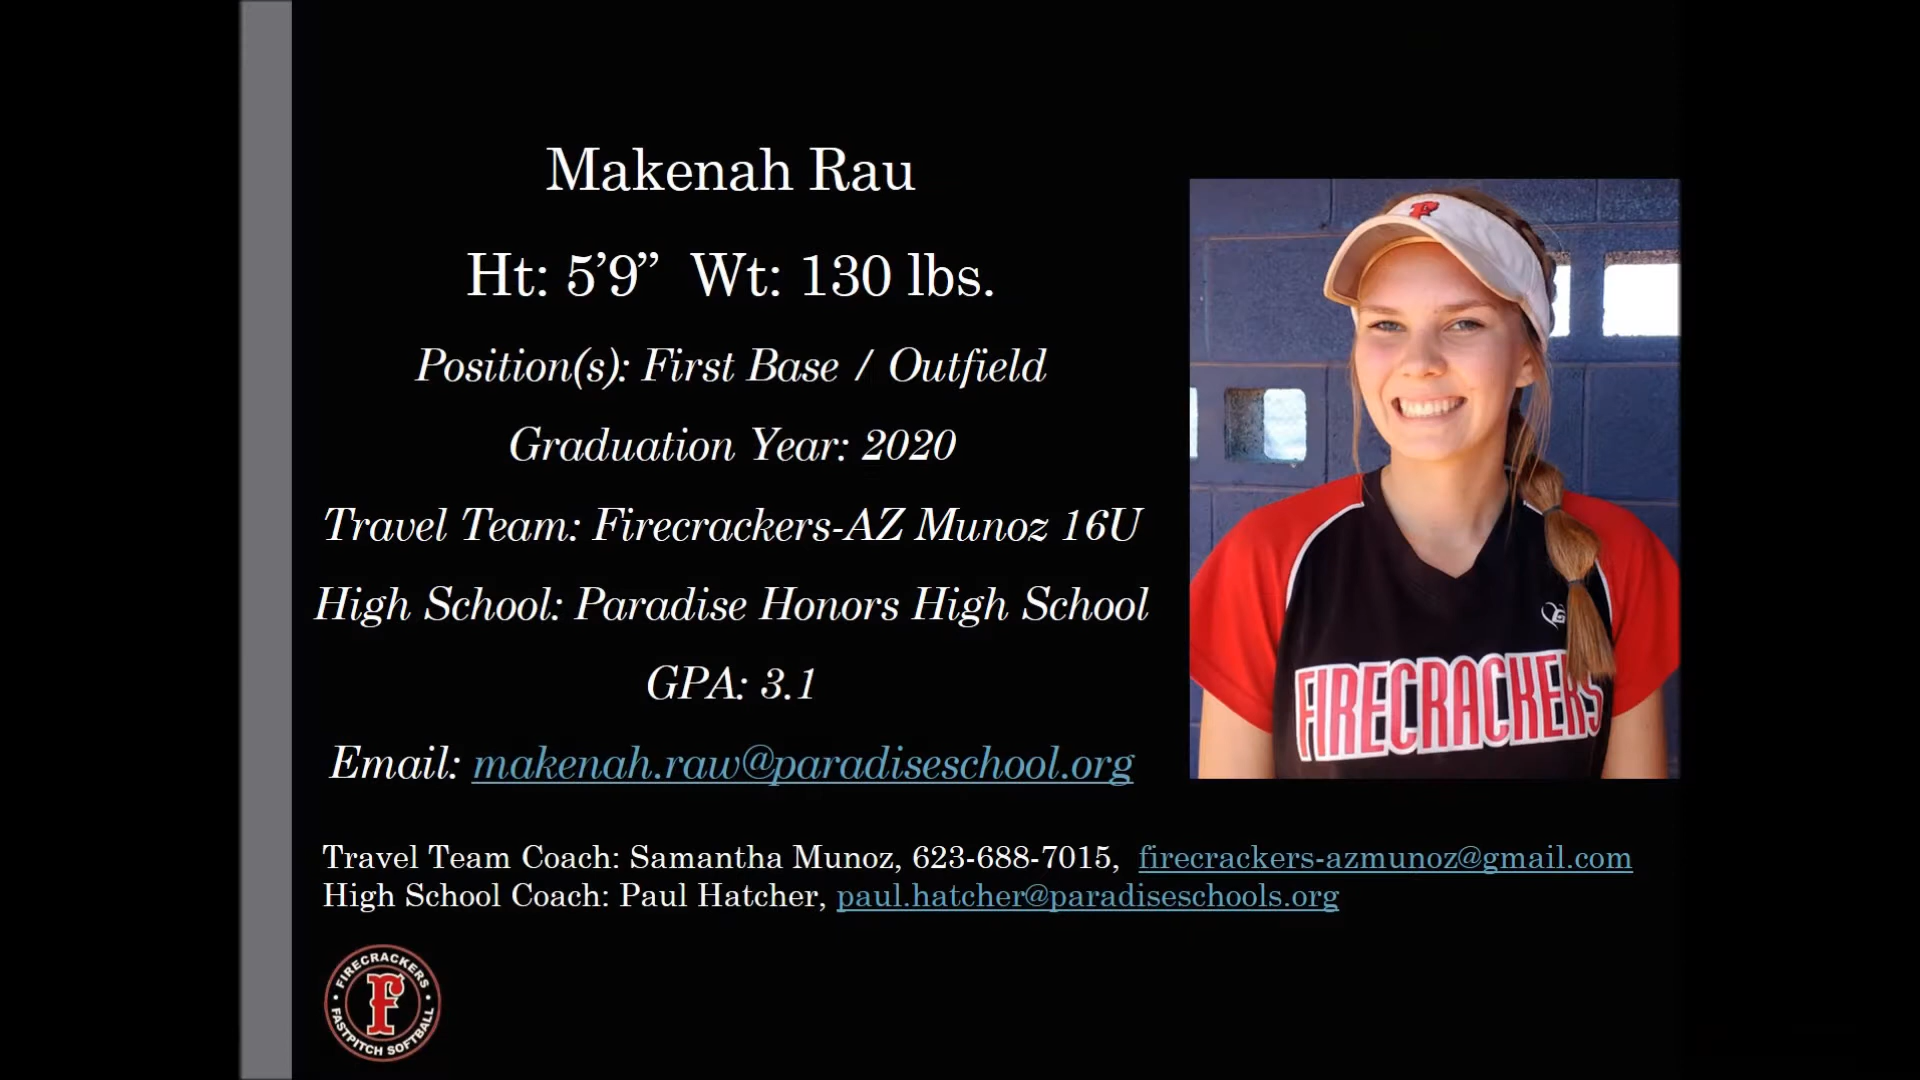 Makenah Rau
Ht: 5’9” Wt: 130 lbs.
Position(s): First Base / Outfield
Graduation Year: 2020
Travel Team: Firecrackers-AZ Munoz 16U
High School: Paradise Honors High School
GPA: 3.1
Email: makenah.raw@paradiseschool.org
F
FIRECRACKERS
Travel Team Coach: Samantha Munoz, 623-688-7015, firecrackers-azmunoz@gmail.com
High School Coach: Paul Hatcher, paul.hatcher@paradiseschools.org
FIRECRACKERS
F
FASTPITCH SOFTBALL